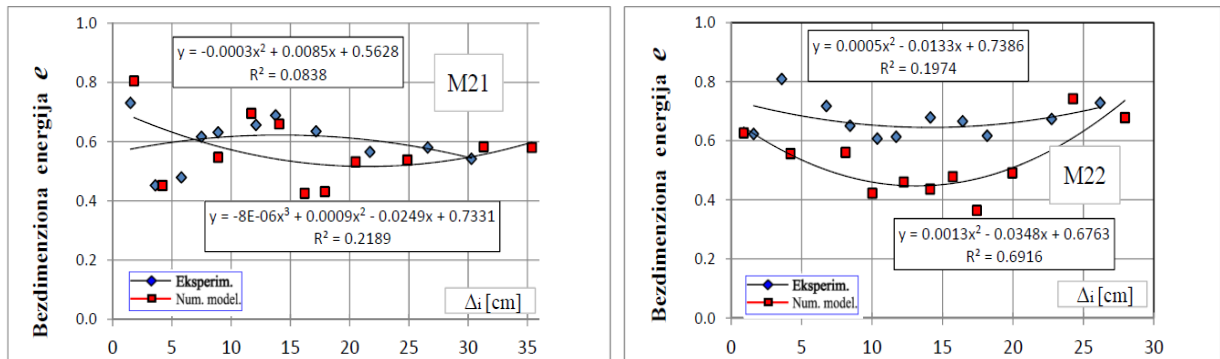 Bezdimenziona energija e
1.0
0.8
0.6
0.4
0.2
0.0
y = -0.0003x² + 0.0085x + 0.5628
R² = 0.0838
M21
y = -8E-06x³ + 0.0009x² - 0.0249x + 0.7331
R² = 0.2189
Eksperim.
Num. model.
Δi [cm]
0 5 10 15 20 25 30 35
Bezdimenziona energija e
1.0
0.8
0.6
0.4
0.2
0.0
y = 0.0005x² - 0.0133x + 0.7386
R² = 0.1974
M22
y = 0.0013x² - 0.0348x + 0.6763
R² = 0.6916
Eksperim.
Num. model.
Δi [cm]
0 5 10 15 20 25 30